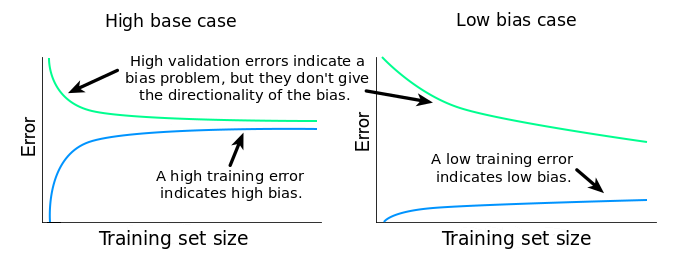 High base case
Low bias case
High validation errors indicate a
bias problem, but they don't give
the directionality of the bias.
Error
A high training error
indicates high bias.
Training set size
Error
A low training error
indicates low bias.
Training set size